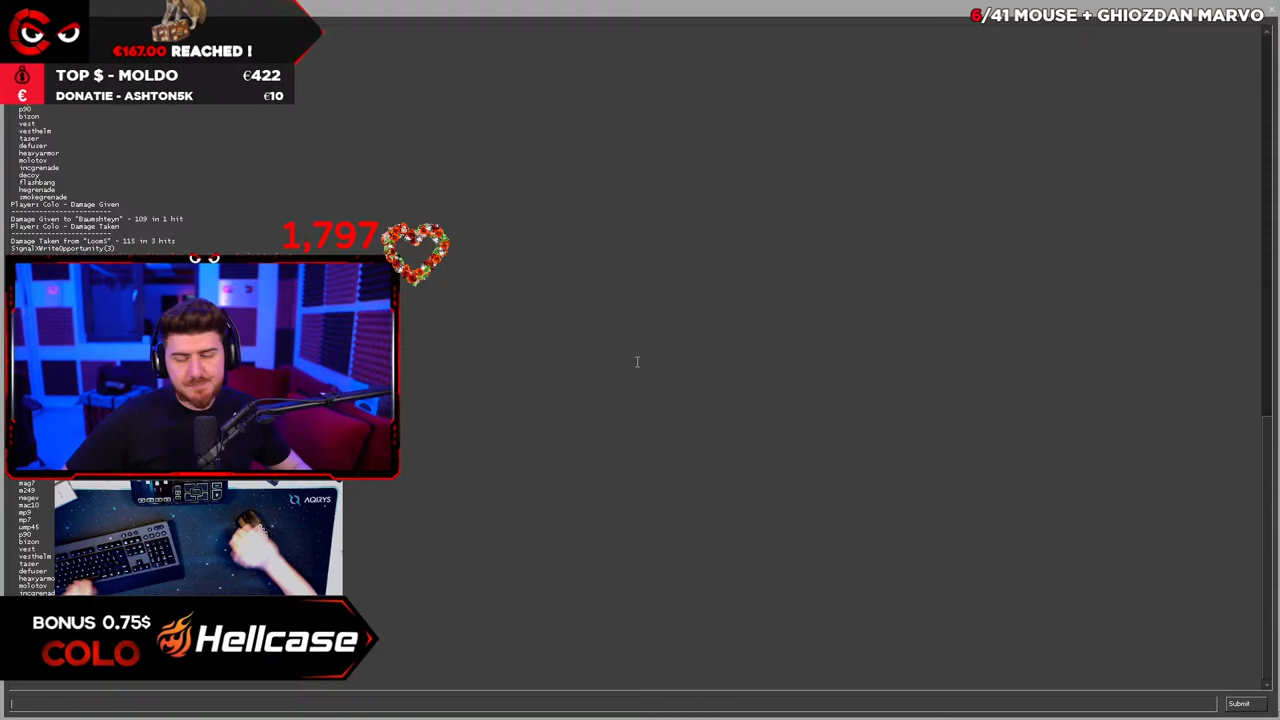 6/41 MOUSE + GHIOZDAN MARVO
€167.00 REACHED !
TOP $ - MOLDO €422
€ DONATIE - ASHTON5K €10
p90
bizon
vest
vesthelm
taser
defuser
heavyarmor
molotov
incgrenade
decoy
flashbang
hegrenade
smokegrenade
Player: Colo - Damage Given
-------------------------
Damage Given to "Baumshteyn" - 109 in 1 hit
Player: Colo - Damage Taken
-------------------------
Damage Taken from "LoomS" - 115 in 3 hits
SignalXWriteOpportunity(3)
1,797
mag7
m249
negev
mac10
mp9
mp7
ump45
p90
bizon
vest
vesthelm
taser
defuser
heavyarmo
molotov
incgrenad
AQIRYS
BONUS 0.75$
COLO
Hellcase
Submit